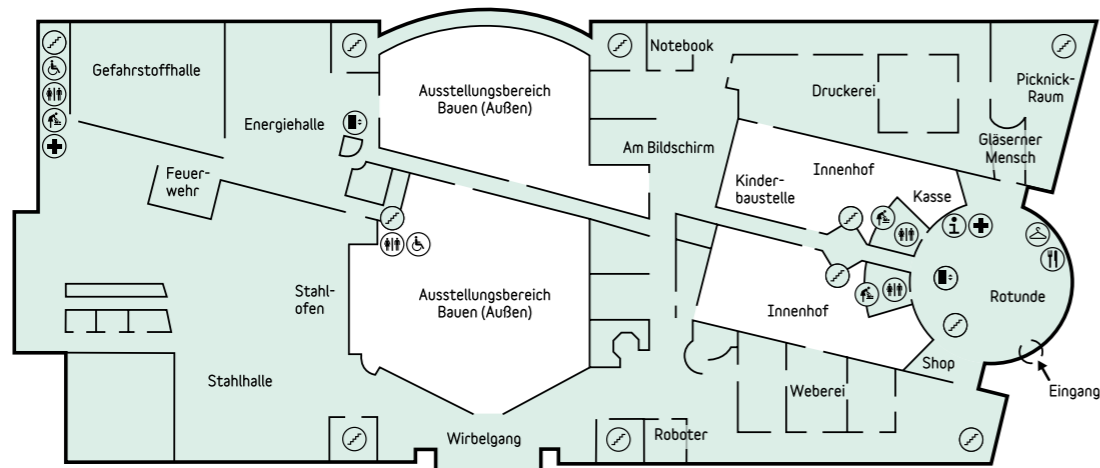 Gefahrstoffhalle
Energiehalle
Feuer-
wehr
Ausstellungsbereich
Bauen (Außen)
Notebook
Am Bildschirm
Druckerei
Picknick-
Raum
Gläserner
Mensch
Innenhof
Kinder-
baustelle
Kasse
Stahl-
ofen
Ausstellungsbereich
Bauen (Außen)
Innenhof
Rotunde
Shop
Eingang
Stahlhalle
Wirbelgang
Roboter
Weberei